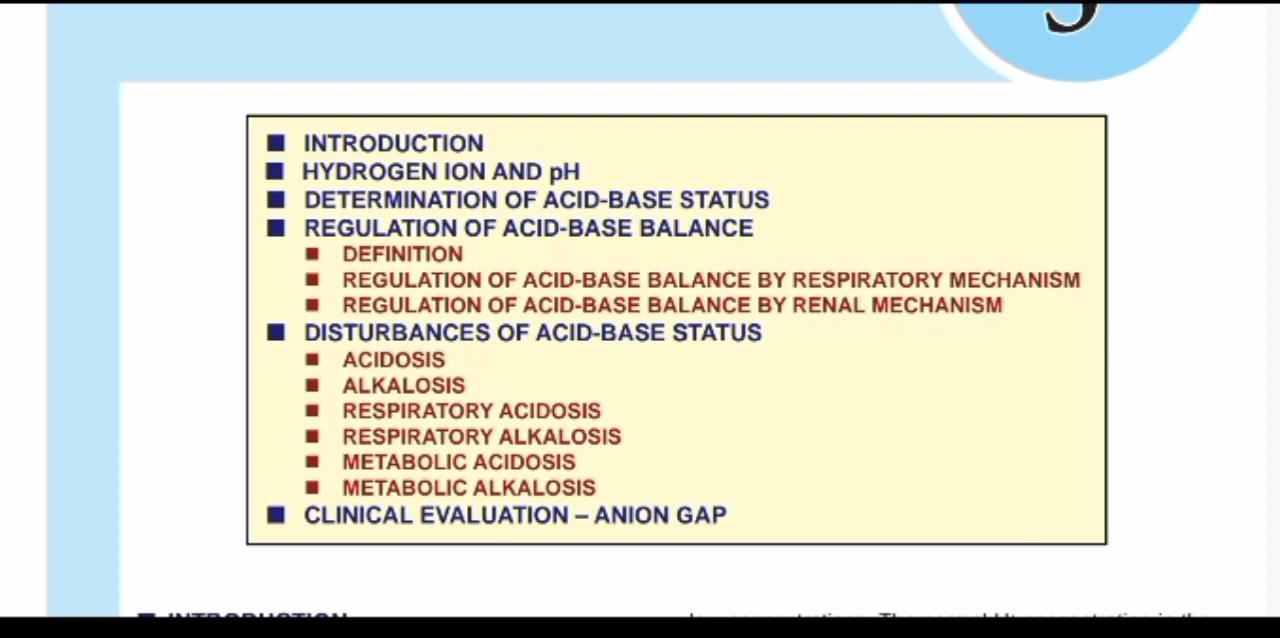 5
■ INTRODUCTION
■ HYDROGEN ION AND pH
■ DETERMINATION OF ACID-BASE STATUS
■ REGULATION OF ACID-BASE BALANCE
■ DEFINITION
■ REGULATION OF ACID-BASE BALANCE BY RESPIRATORY MECHANISM
■ REGULATION OF ACID-BASE BALANCE BY RENAL MECHANISM
■ DISTURBANCES OF ACID-BASE STATUS
■ ACIDOSIS
■ ALKALOSIS
■ RESPIRATORY ACIDOSIS
■ RESPIRATORY ALKALOSIS
■ METABOLIC ACIDOSIS
■ METABOLIC ALKALOSIS
■ CLINICAL EVALUATION – ANION GAP
■ INTRODUCTION